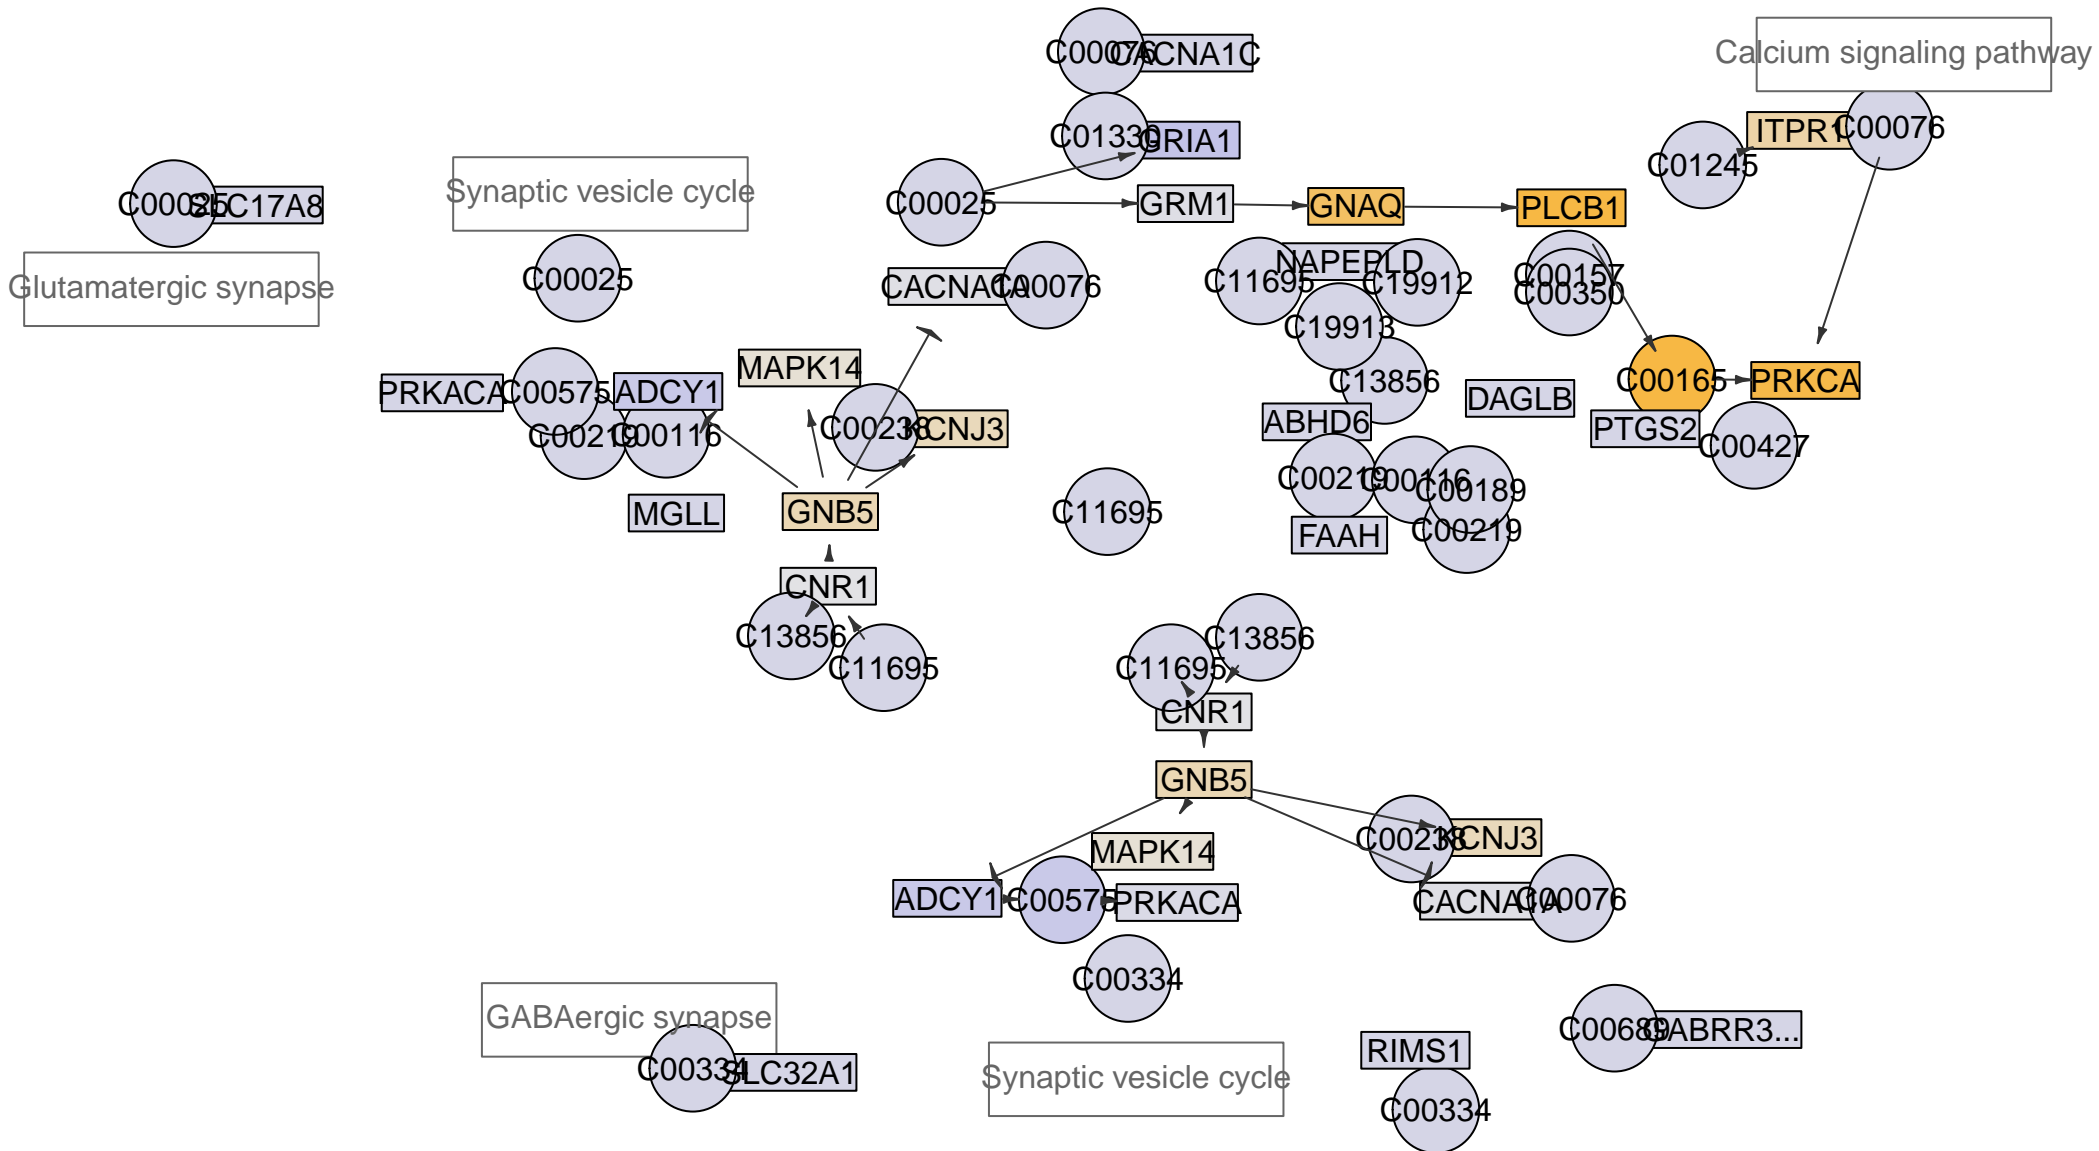 C00076
CACNA1C
Calcium signaling pathway
C01330
GRIA1
ITPR1
C00076
C01245
Synaptic vesicle cycle
C00025
SLC17A8
C00025
GRM1
GNAQ
PLCB1
Glutamatergic synapse
C00025
CACNA1A
C00076
C11695
NAPEPLD
C19912
C00157
C00350
C19913
MAPK14
C13856
C00165
PRKCA
PRKACA
C00575
ADCY1
DAGLB
C00219
C00116
C00238
KCNJ3
ABHD6
PTGS2
C00427
C00219
C00116
C00189
MGLL
GNB5
C11695
FAAH
C00219
CNR1
C13856
C11695
C13856
C11695
CNR1
GNB5
MAPK14
C00238
KCNJ3
ADCY1
C00575
PRKACA
CACNA1A
C00076
C00334
GABAergic synapse
C00689
GABRR3...
C00334
SLC32A1
Synaptic vesicle cycle
RIMS1
C00334